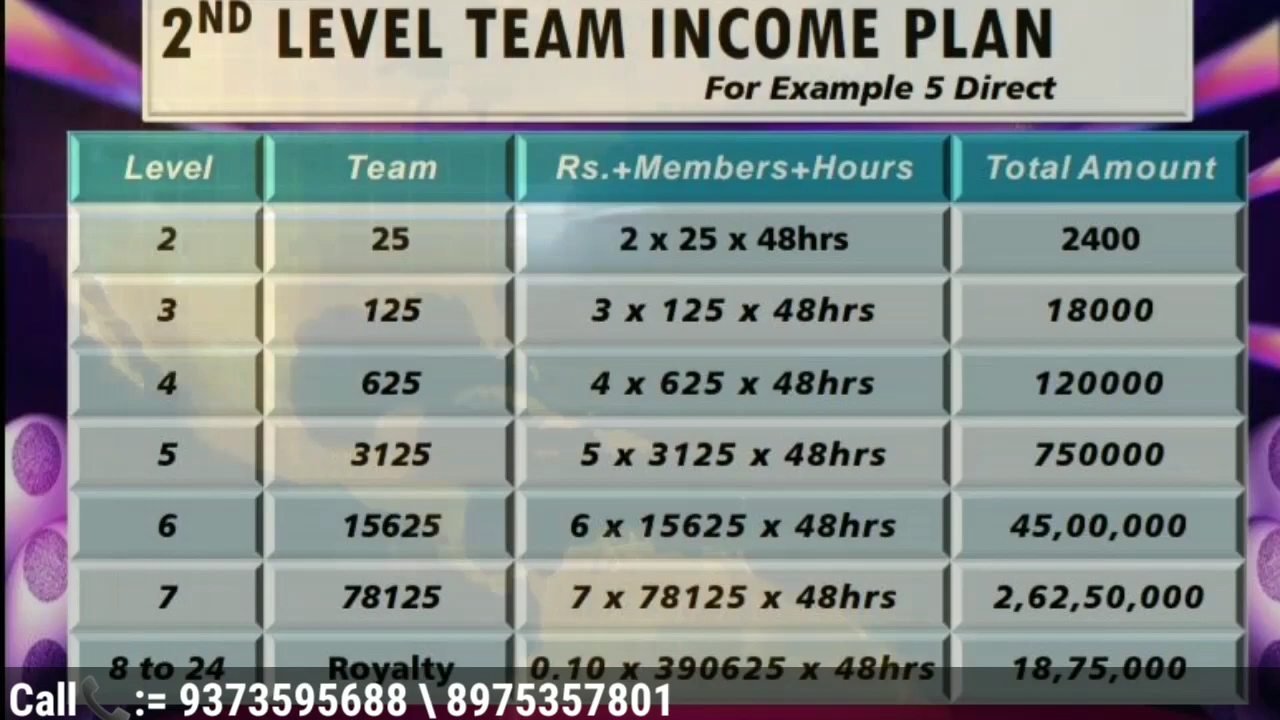 2ND LEVEL TEAM INCOME PLAN
For Example 5 Direct
Level Team Rs.+Members+Hours Total Amount
2 25 2 x 25 x 48hrs 2400
3 125 3 x 125 x 48hrs 18000
4 625 4 x 625 x 48hrs 120000
5 3125 5 x 3125 x 48hrs 750000
6 15625 6 x 15625 x 48hrs 45,00,000
7 78125 7 x 78125 x 48hrs 2,62,50,000
8 to 24 Royalty 0.10 x 390625 x 48hrs 18,75,000
Call📞:= 9373595688 \ 8975357801